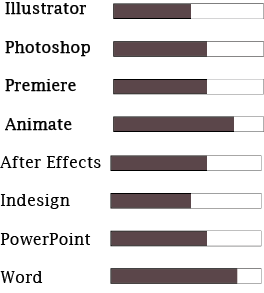 Illustrator
Photoshop
Premiere
Animate
After Effects
Indesign
PowerPoint
Word